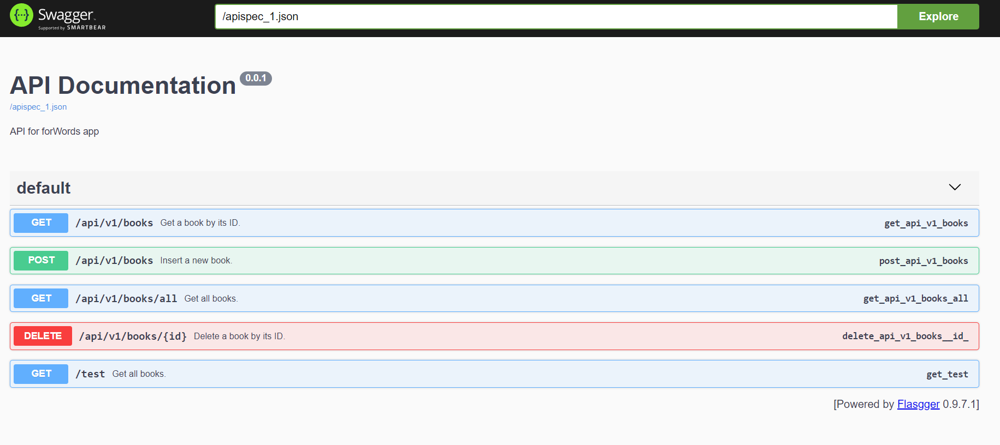 Swagger
Supported by SMARTBEAR
/apispec_1.json
Explore
API Documentation 0.0.1
/apispec_1.json
API for forWords app
default
GET /api/v1/books Get a book by its ID. get_api_v1_books
POST /api/v1/books Insert a new book. post_api_v1_books
GET /api/v1/books/all Get all books. get_api_v1_books_all
DELETE /api/v1/books/{id} Delete a book by its ID. delete_api_v1_books__id_
GET /test Get all books. get_test
[Powered by Flasgger 0.9.7.1]